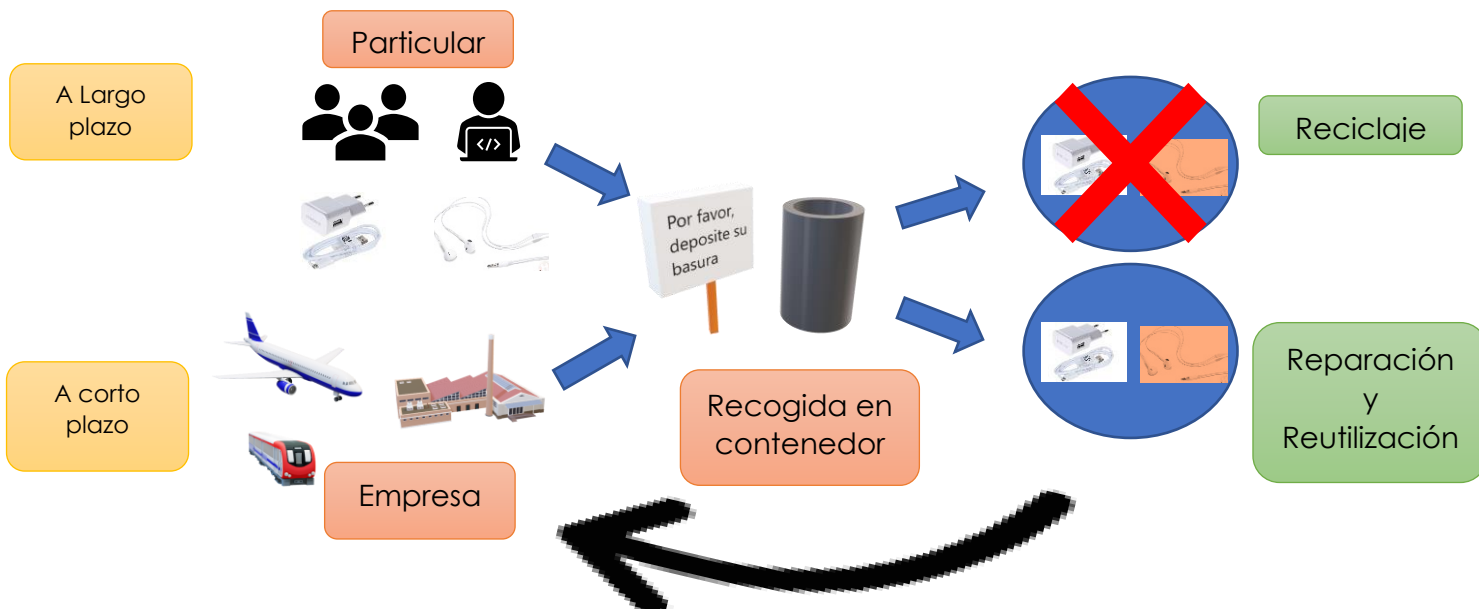 Particular
A Largo
plazo
Reciclaje
Por favor,
deposite su
basura
A corto
plazo
Empresa
Recogida en
contenedor
Reparación
y
Reutilización